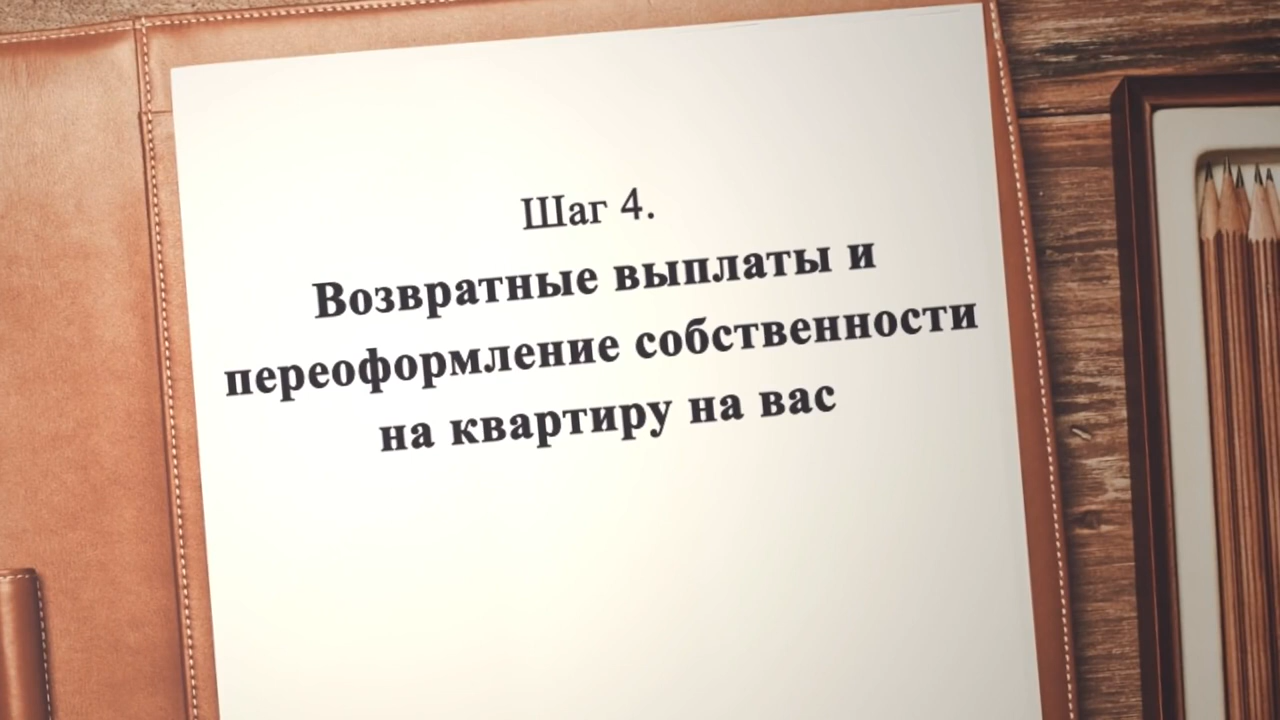 Шаг 4.
Возвратные выплаты и
переоформление собственности
на квартиру на вас